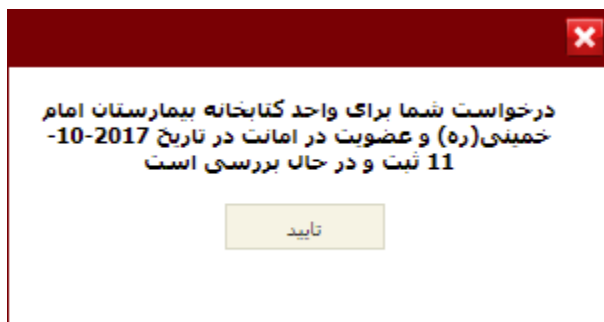 درخواست شما برای واحد کتابخانه بیمارستان امام
خمینی(ره) و عضویت در امانت در تاریخ 2017-10-
11 ثبت و در حال بررسی است
تایید